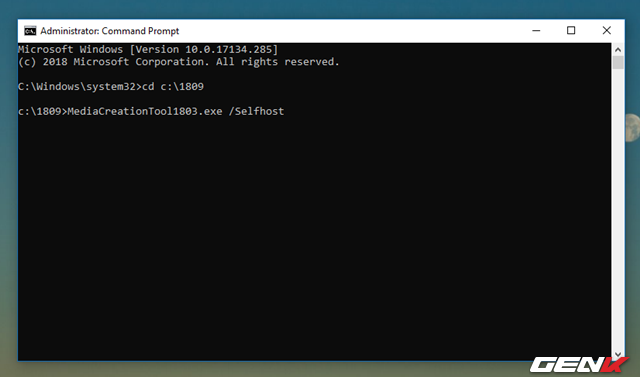 Administrator: Command Prompt
Microsoft Windows [Version 10.0.17134.285]
(c) 2018 Microsoft Corporation. All rights reserved.
C:\Windows\system32>cd c:\1809
c:\1809>MediaCreationTool1803.exe /Selfhost
GENK